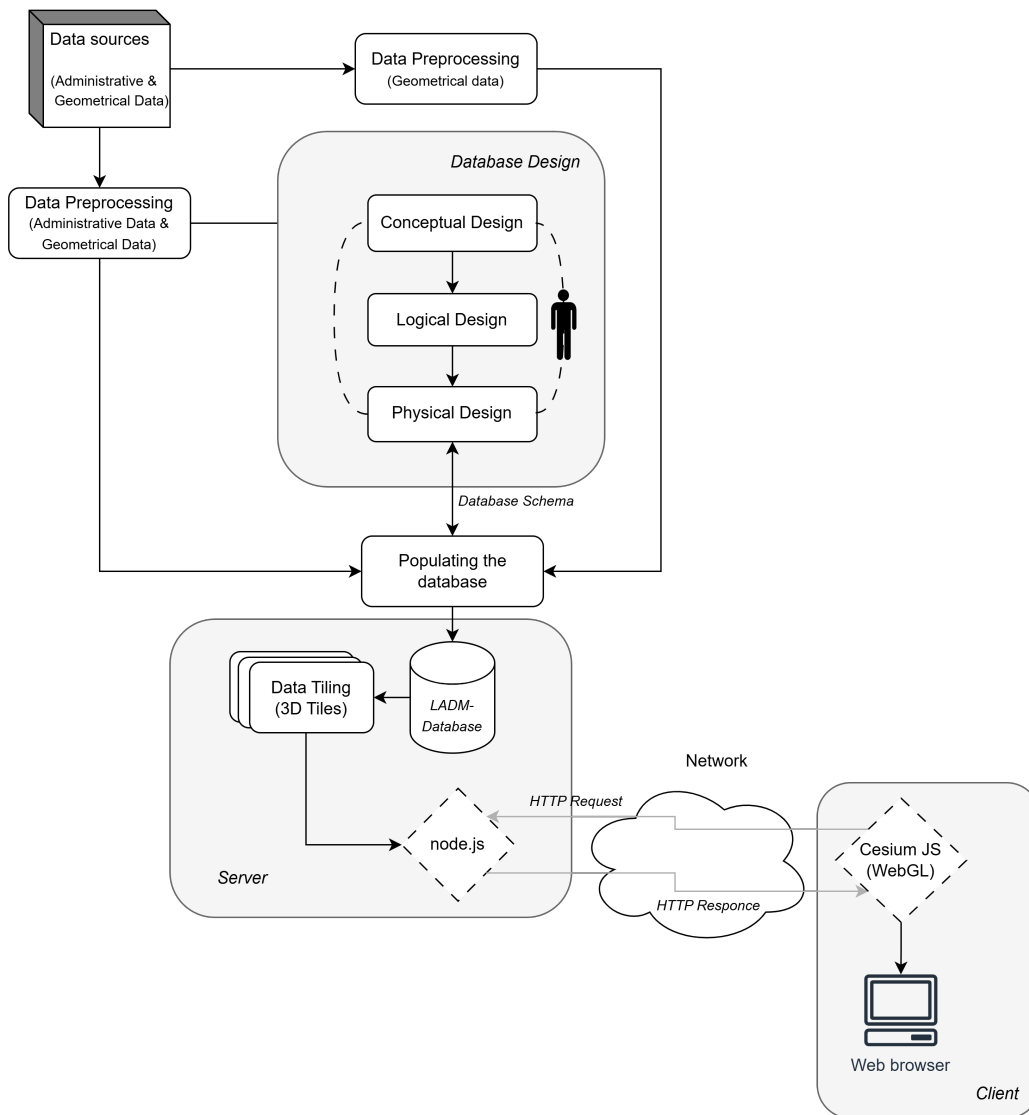 Data sources
(Administrative &
Geometrical Data)
Data Preprocessing
(Geometrical data)
Database Design
Data Preprocessing
(Administrative Data &
Geometrical Data)
Conceptual Design
Logical Design
Physical Design
Database Schema
Populating the
database
Data Tiling
(3D Tiles)
LADM-
Database
Network
HTTP Request
node.js
Cesium JS
(WebGL)
Server
HTTP Responce
Web browser
Client